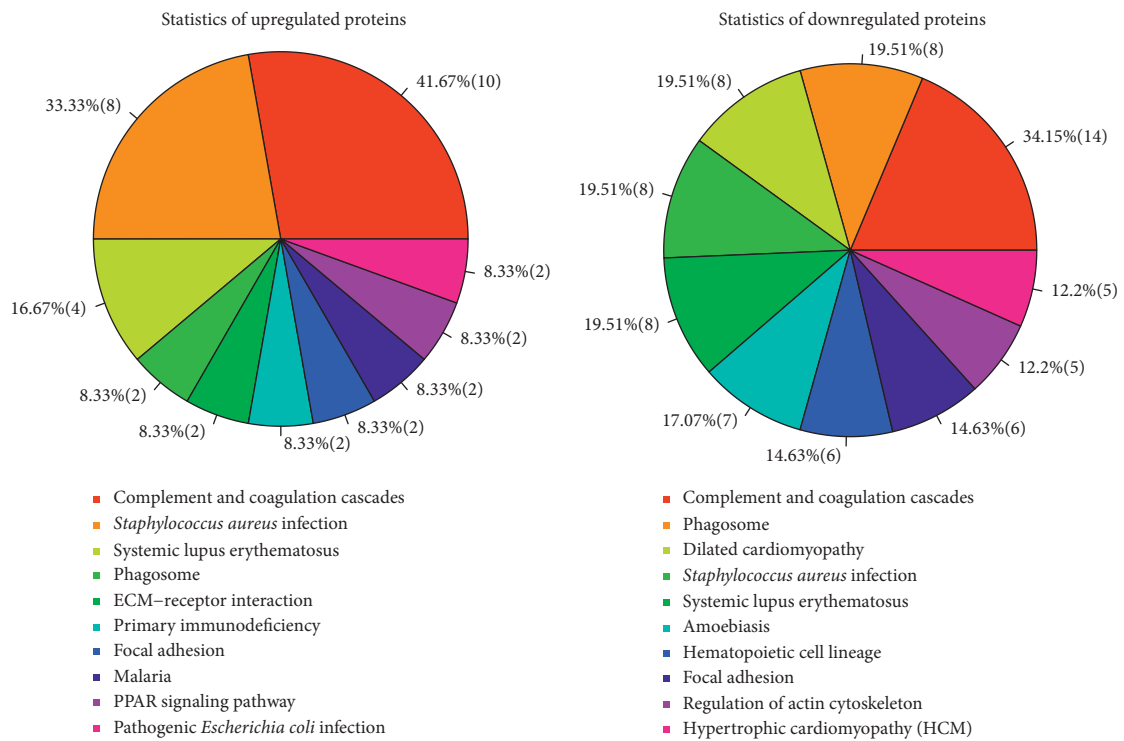 Statistics of upregulated proteins
41.67%(10)
33.33%(8)
16.67%(4)
8.33%(2)
8.33%(2)
8.33%(2)
8.33%(2)
8.33%(2)
8.33%(2)
8.33%(2)
Complement and coagulation cascades
Staphylococcus aureus infection
Systemic lupus erythematosus
Phagosome
ECM−receptor interaction
Primary immunodeficiency
Focal adhesion
Malaria
PPAR signaling pathway
Pathogenic Escherichia coli infection
Statistics of downregulated proteins
34.15%(14)
19.51%(8)
19.51%(8)
19.51%(8)
19.51%(8)
17.07%(7)
14.63%(6)
14.63%(6)
12.2%(5)
12.2%(5)
Complement and coagulation cascades
Phagosome
Dilated cardiomyopathy
Staphylococcus aureus infection
Systemic lupus erythematosus
Amoebiasis
Hematopoietic cell lineage
Focal adhesion
Regulation of actin cytoskeleton
Hypertrophic cardiomyopathy (HCM)